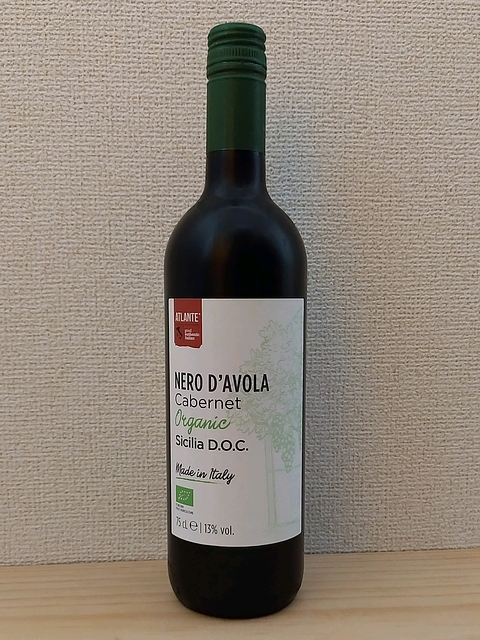 ATLANTE
NERO D'AVOLA
Cabernet
Organic
Sicilia D.O.C.
Made in Italy
75 cL ℮ | 13% vol.